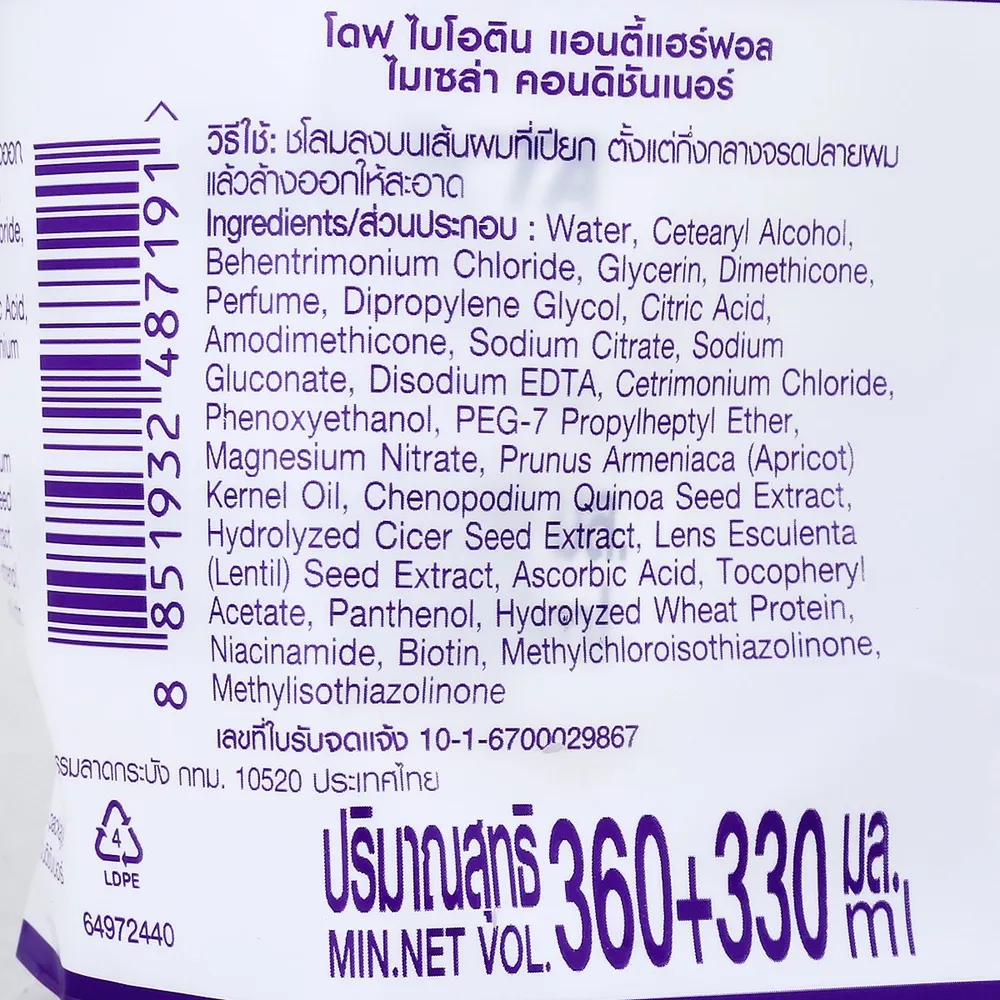 โดฟ ไบโอติน แอนตี้แฮร์ฟอล
ไมเซล่า คอนดิชันเนอร์
วิธีใช้: ชโลมลงบนเส้นผมที่เปียก ตั้งแต่กึ่งกลางจรดปลายผม
แล้วล้างออกให้สะอาด
Ingredients/ส่วนประกอบ : Water, Cetearyl Alcohol,
Behentrimonium Chloride, Glycerin, Dimethicone,
Perfume, Dipropylene Glycol, Citric Acid,
Amodimethicone, Sodium Citrate, Sodium
Gluconate, Disodium EDTA, Cetrimonium Chloride,
Phenoxyethanol, PEG-7 Propylheptyl Ether,
Magnesium Nitrate, Prunus Armeniaca (Apricot)
Kernel Oil, Chenopodium Quinoa Seed Extract,
Hydrolyzed Cicer Seed Extract, Lens Esculenta
(Lentil) Seed Extract, Ascorbic Acid, Tocopheryl
Acetate, Panthenol, Hydrolyzed Wheat Protein,
Niacinamide, Biotin, Methylchloroisothiazolinone,
Methylisothiazolinone
เลขที่ใบรับจดแจ้ง 10-1-6700029867
8 851932 487191 >
กทม. 10520 ประเทศไทย
4
LDPE
64972440
ปริมาณสุทธิ 360+330 มล.
MIN.NET VOL. ml